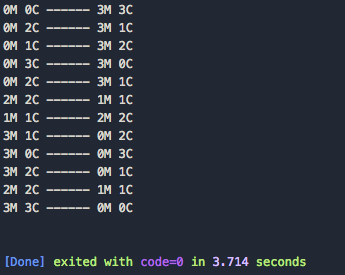 0M 0C ------ 3M 3C
0M 2C ------ 3M 1C
0M 1C ------ 3M 2C
0M 3C ------ 3M 0C
0M 2C ------ 3M 1C
2M 2C ------ 1M 1C
1M 1C ------ 2M 2C
3M 1C ------ 0M 2C
3M 0C ------ 0M 3C
3M 2C ------ 0M 1C
2M 2C ------ 1M 1C
3M 3C ------ 0M 0C
[Done] exited with code=0 in 3.714 seconds